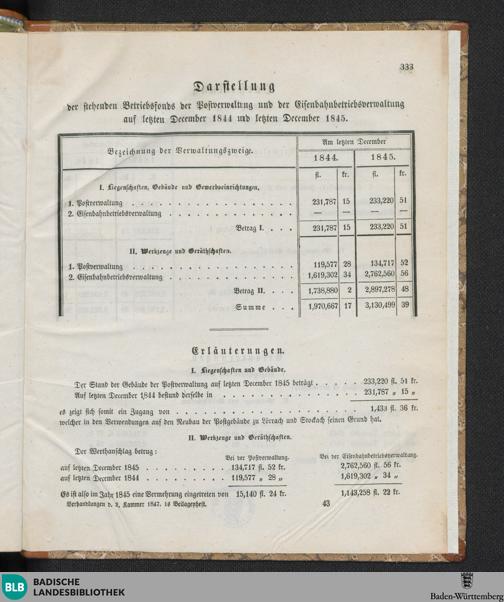 333
Darstellung
der stehenden Betriebsfonds der Postverwaltung und der Eisenbahnbetriebsverwaltung
auf letzten December 1844 und letzten December 1845.
Bezeichnung der Verwaltungszweige. Am letzten December
1844. 1845.
fl. kr. fl. kr.
I. Liegenschaften, Gebäude und Gewerbseinrichtungen.
1. Postverwaltung 231,787 15 233,220 51
2. Eisenbahnbetriebsverwaltung — — — —
Betrag I. 231,787 15 233,220 51
II. Werkzeuge und Geräthschaften.
1. Postverwaltung 119,577 28 134,717 52
2. Eisenbahnbetriebsverwaltung 1,619,302 34 2,762,560 56
Betrag II. 1,738,880 2 2,897,278 48
Summe 1,970,667 17 3,130,499 39
Erläuterungen.
I. Liegenschaften und Gebäude.
Der Stand der Gebäude der Postverwaltung auf letzten December 1845 beträgt 233,220 fl. 51 kr.
Auf letzten December 1844 bestund derselbe in 231,787 „ 15 „
es zeigt sich somit ein Zugang von 1,433 fl. 36 kr.
welcher in den Verwendungen auf den Neubau der Postgebäude zu Lörrach und Stockach seinen Grund hat.
II. Werkzeuge und Geräthschaften.
Der Werthanschlag betrug:
Bei der Postverwaltung. Bei der Eisenbahnbetriebsverwaltung.
auf letzten December 1845 134,717 fl. 52 kr. 2,762,560 fl. 56 kr.
auf letzten December 1844 119,577 „ 28 „ 1,619,302 „ 34 „
Es ist also im Jahr 1845 eine Vermehrung eingetreten von 15,140 fl. 24 kr. 1,143,258 fl. 22 kr.
Verhandlungen d. 2. Kammer 1847. 16 Beilagenheft. 43
BLB BADISCHE
LANDESBIBLIOTHEK
Baden-Württemberg